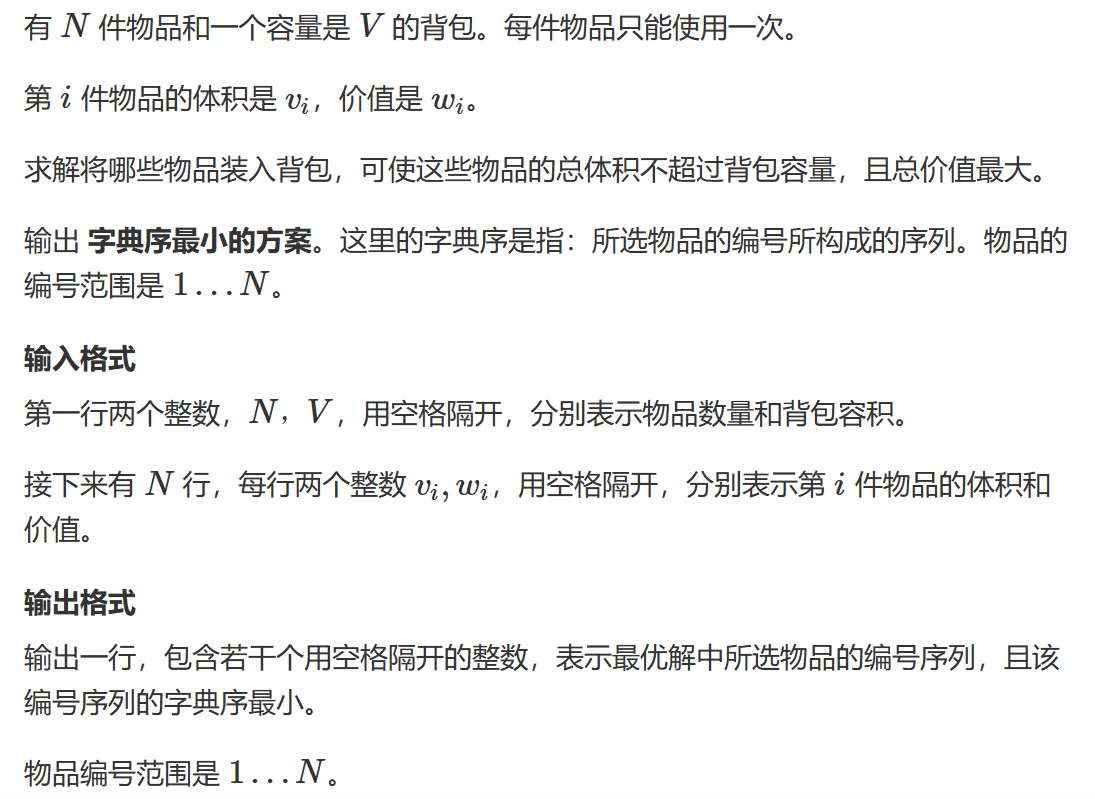 有 N 件物品和一个容量是 V 的背包。每件物品只能使用一次。
第 i 件物品的体积是 vᵢ，价值是 wᵢ。
求解将哪些物品装入背包，可使这些物品的总体积不超过背包容量，且总价值最大。
输出 字典序最小的方案。这里的字典序是指：所选物品的编号所构成的序列。物品的
编号范围是 1…N。
输入格式
第一行两个整数，N，V，用空格隔开，分别表示物品数量和背包容积。
接下来有 N 行，每行两个整数 vᵢ, wᵢ，用空格隔开，分别表示第 i 件物品的体积和
价值。
输出格式
输出一行，包含若干个用空格隔开的整数，表示最优解中所选物品的编号序列，且该
编号序列的字典序最小。
物品编号范围是 1…N。